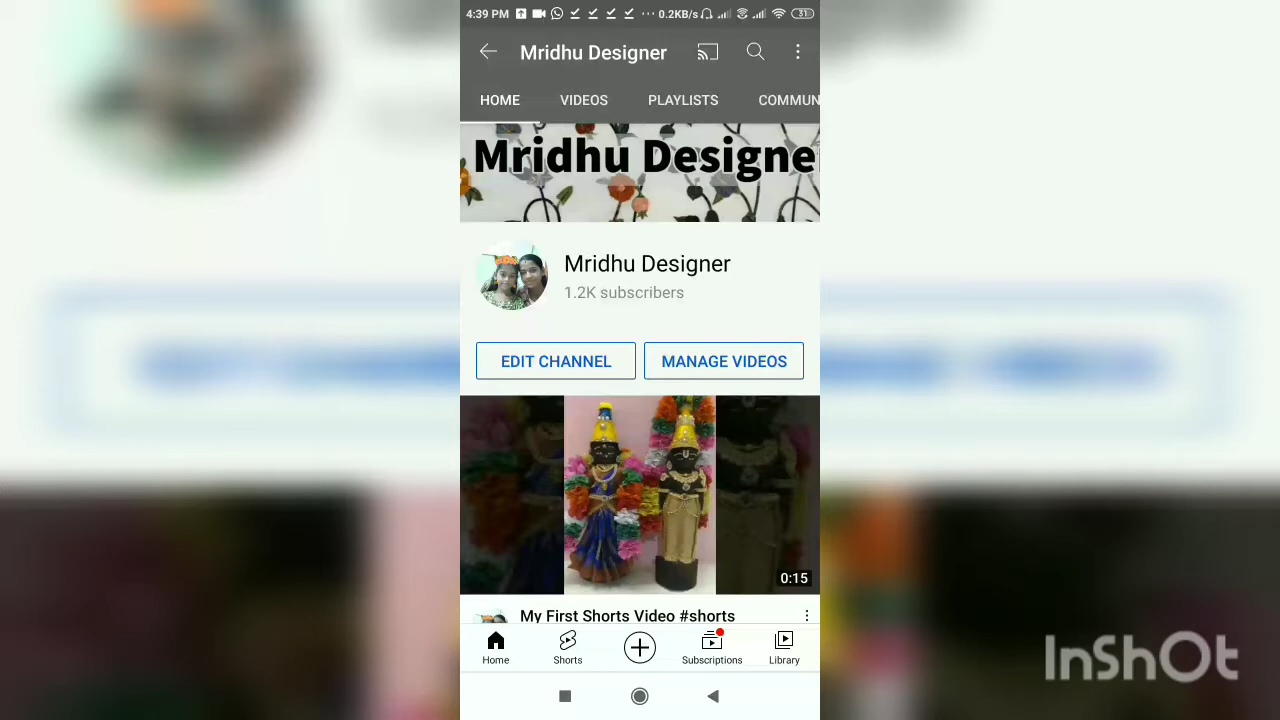 4:39 PM 0.2KB/s 31
Mridhu Designer
HOME VIDEOS PLAYLISTS COMMUN
Mridhu Designe
Mridhu Designer
1.2K subscribers
EDIT CHANNEL MANAGE VIDEOS
0:15
My First Shorts Video #shorts
Home Shorts Subscriptions Library
InShOt